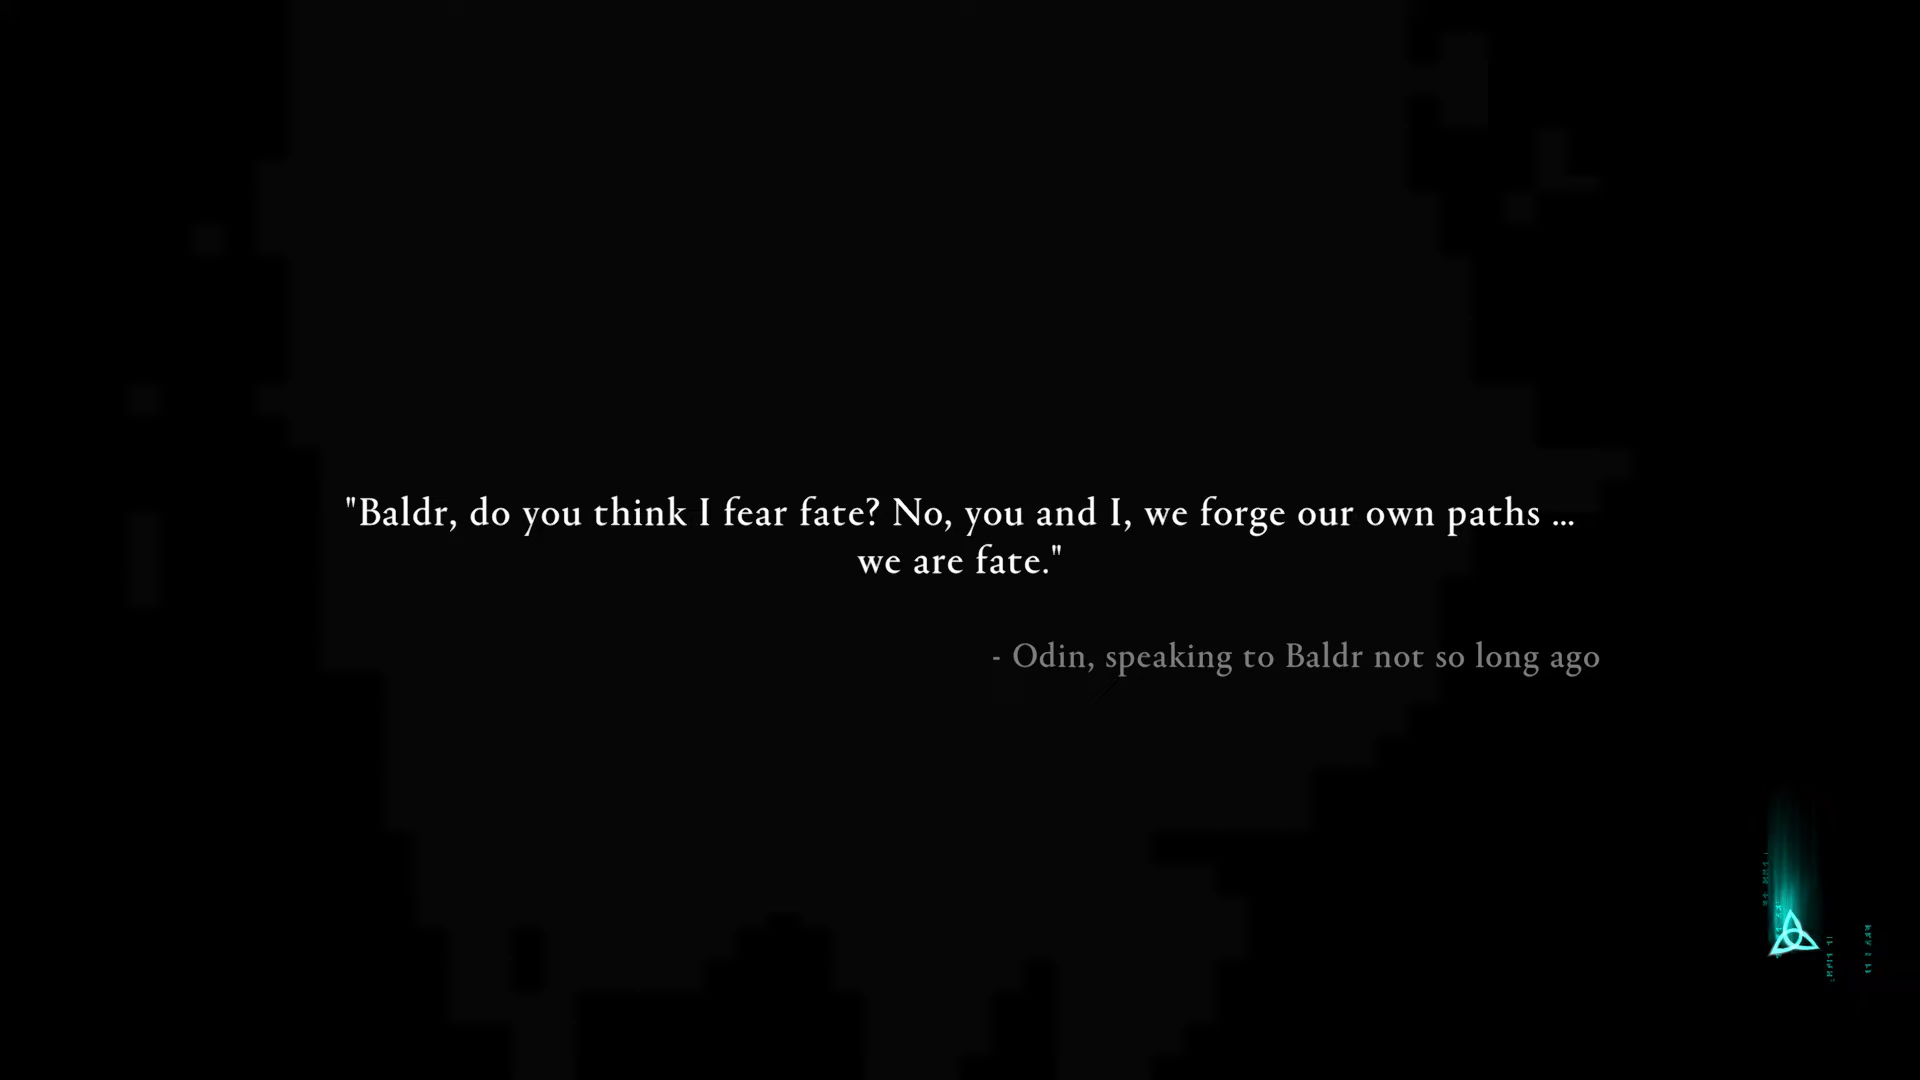 "Baldr, do you think I fear fate? No, you and I, we forge our own paths ...
we are fate."
- Odin, speaking to Baldr not so long ago